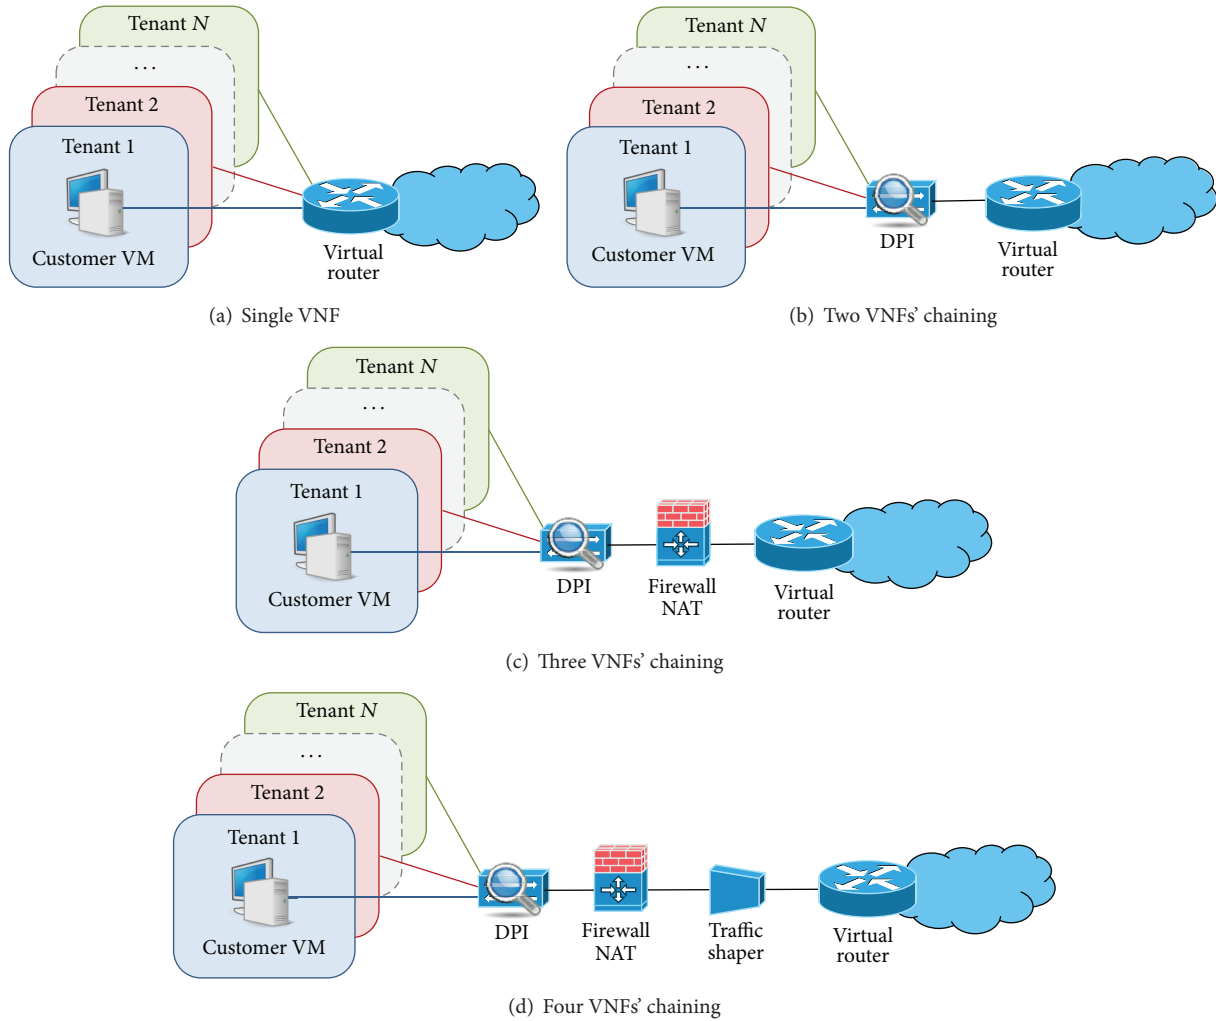 Tenant N
...
Tenant 2
Tenant 1
Customer VM
Virtual
router
(a) Single VNF
Tenant N
...
Tenant 2
Tenant 1
Customer VM
DPI
Virtual
router
(b) Two VNFs' chaining
Tenant N
...
Tenant 2
Tenant 1
Customer VM
DPI
Firewall
NAT
Virtual
router
(c) Three VNFs' chaining
Tenant N
...
Tenant 2
Tenant 1
Customer VM
DPI
Firewall
NAT
Traffic
shaper
Virtual
router
(d) Four VNFs' chaining